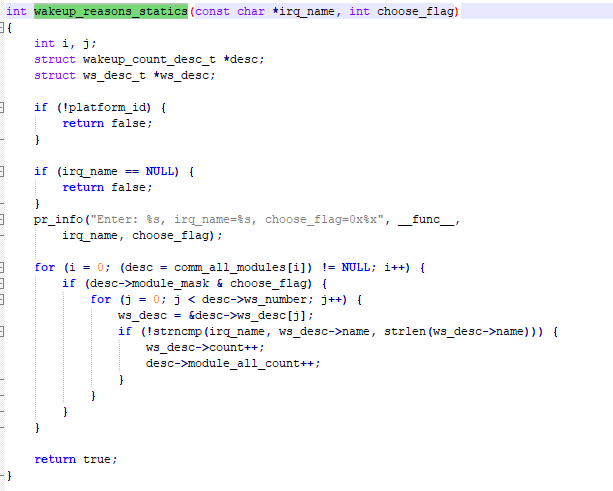 int wakeup_reasons_statics(const char *irq_name, int choose_flag)
{
    int i, j;
    struct wakeup_count_desc_t *desc;
    struct ws_desc_t *ws_desc;

    if (!platform_id) {
        return false;
    }

    if (irq_name == NULL) {
        return false;
    }
    pr_info("Enter: %s, irq_name=%s, choose_flag=0x%x", __func__,
        irq_name, choose_flag);

    for (i = 0; (desc = comm_all_modules[i]) != NULL; i++) {
        if (desc->module_mask & choose_flag) {
            for (j = 0; j < desc->ws_number; j++) {
                ws_desc = &desc->ws_desc[j];
                if (!strncmp(irq_name, ws_desc->name, strlen(ws_desc->name))) {
                    ws_desc->count++;
                    desc->module_all_count++;
                }
            }
        }
    }

    return true;
}